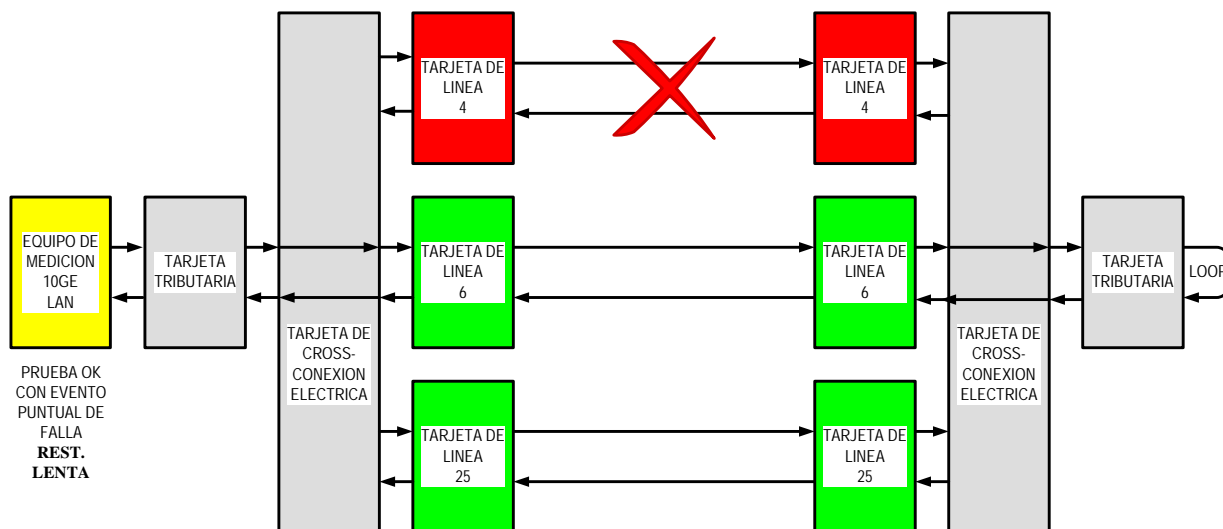 TARJETA DE
LINEA
4
TARJETA DE
LINEA
4
EQUIPO DE
MEDICION
10GE
LAN
TARJETA
TRIBUTARIA
TARJETA DE
CROSS-
CONEXION
ELECTRICA
TARJETA DE
LINEA
6
TARJETA DE
LINEA
6
TARJETA DE
CROSS-
CONEXION
ELECTRICA
TARJETA
TRIBUTARIA
LOOP
PRUEBA OK
CON EVENTO
PUNTUAL DE
FALLA
REST.
LENTA
TARJETA DE
LINEA
25
TARJETA DE
LINEA
25